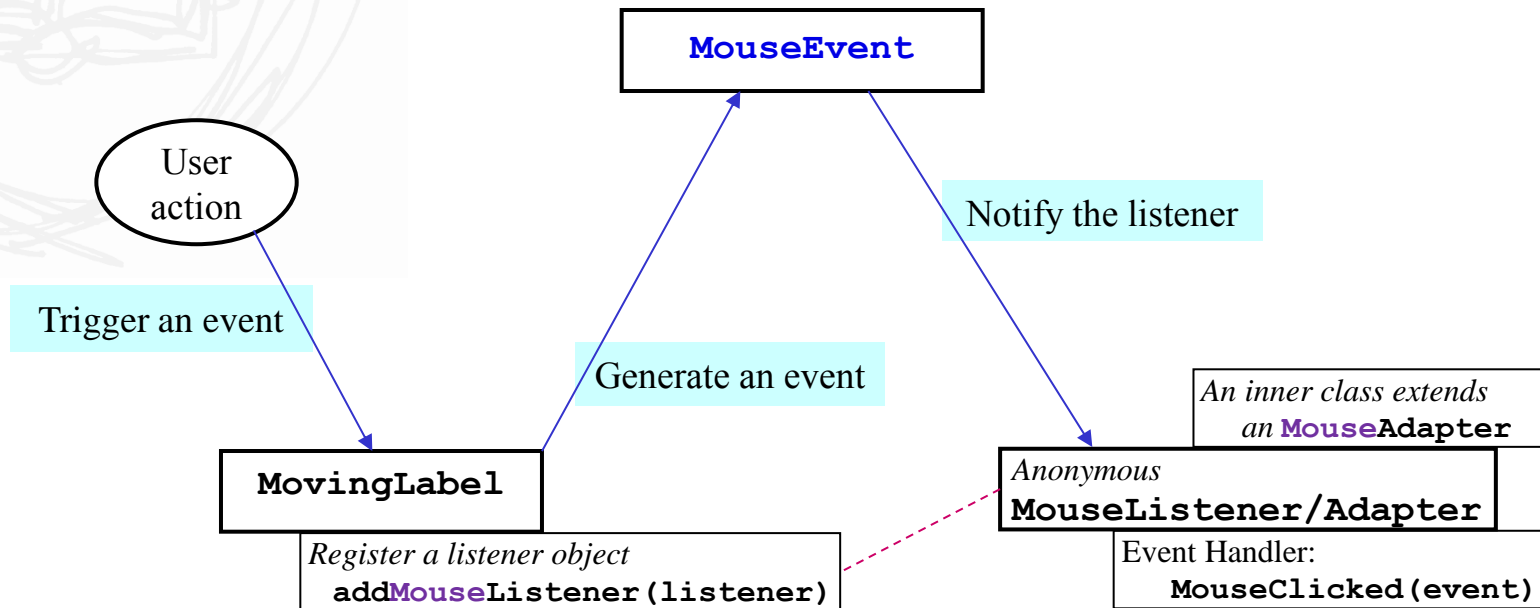 MouseEvent
User
action
Notify the listener
Trigger an event
Generate an event
An inner class extends
an MouseAdapter
MovingLabel
Anonymous
MouseListener/Adapter
Register a listener object
addMouseListener(listener)
Event Handler:
MouseClicked(event)